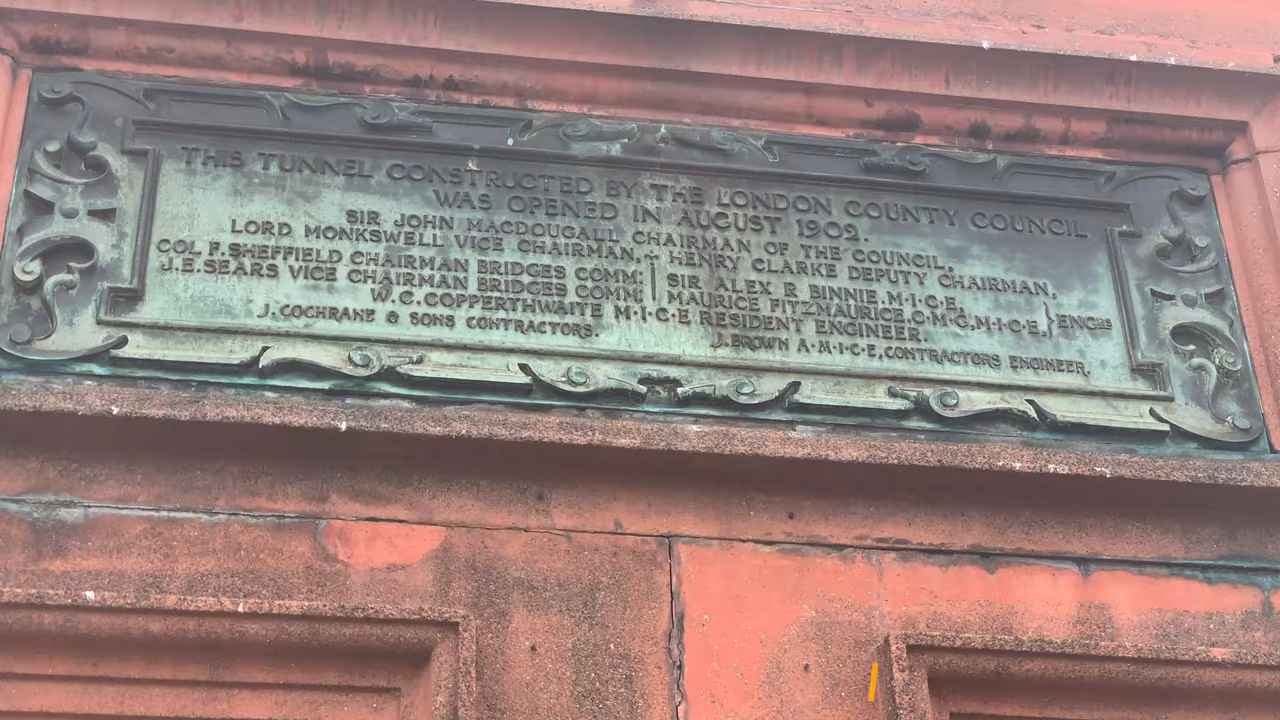 THIS TUNNEL CONSTRUCTED BY THE LONDON COUNTY COUNCIL
WAS OPENED IN AUGUST 1902.
SIR JOHN MACDOUGALL CHAIRMAN OF THE COUNCIL,
LORD MONKSWELL VICE CHAIRMAN, HENRY CLARKE DEPUTY CHAIRMAN,
COL F. SHEFFIELD CHAIRMAN BRIDGES COMM: SIR ALEX R BINNIE, M·I·C·E,
J.E. SEARS VICE CHAIRMAN BRIDGES COMM: MAURICE FITZMAURICE, C·M·G, M·I·C·E, } ENGRS
W.C. COPPERTHWAITE M·I·C·E RESIDENT ENGINEER.
J. COCHRANE & SONS CONTRACTORS. J. BROWN A·M·I·C·E, CONTRACTORS ENGINEER.